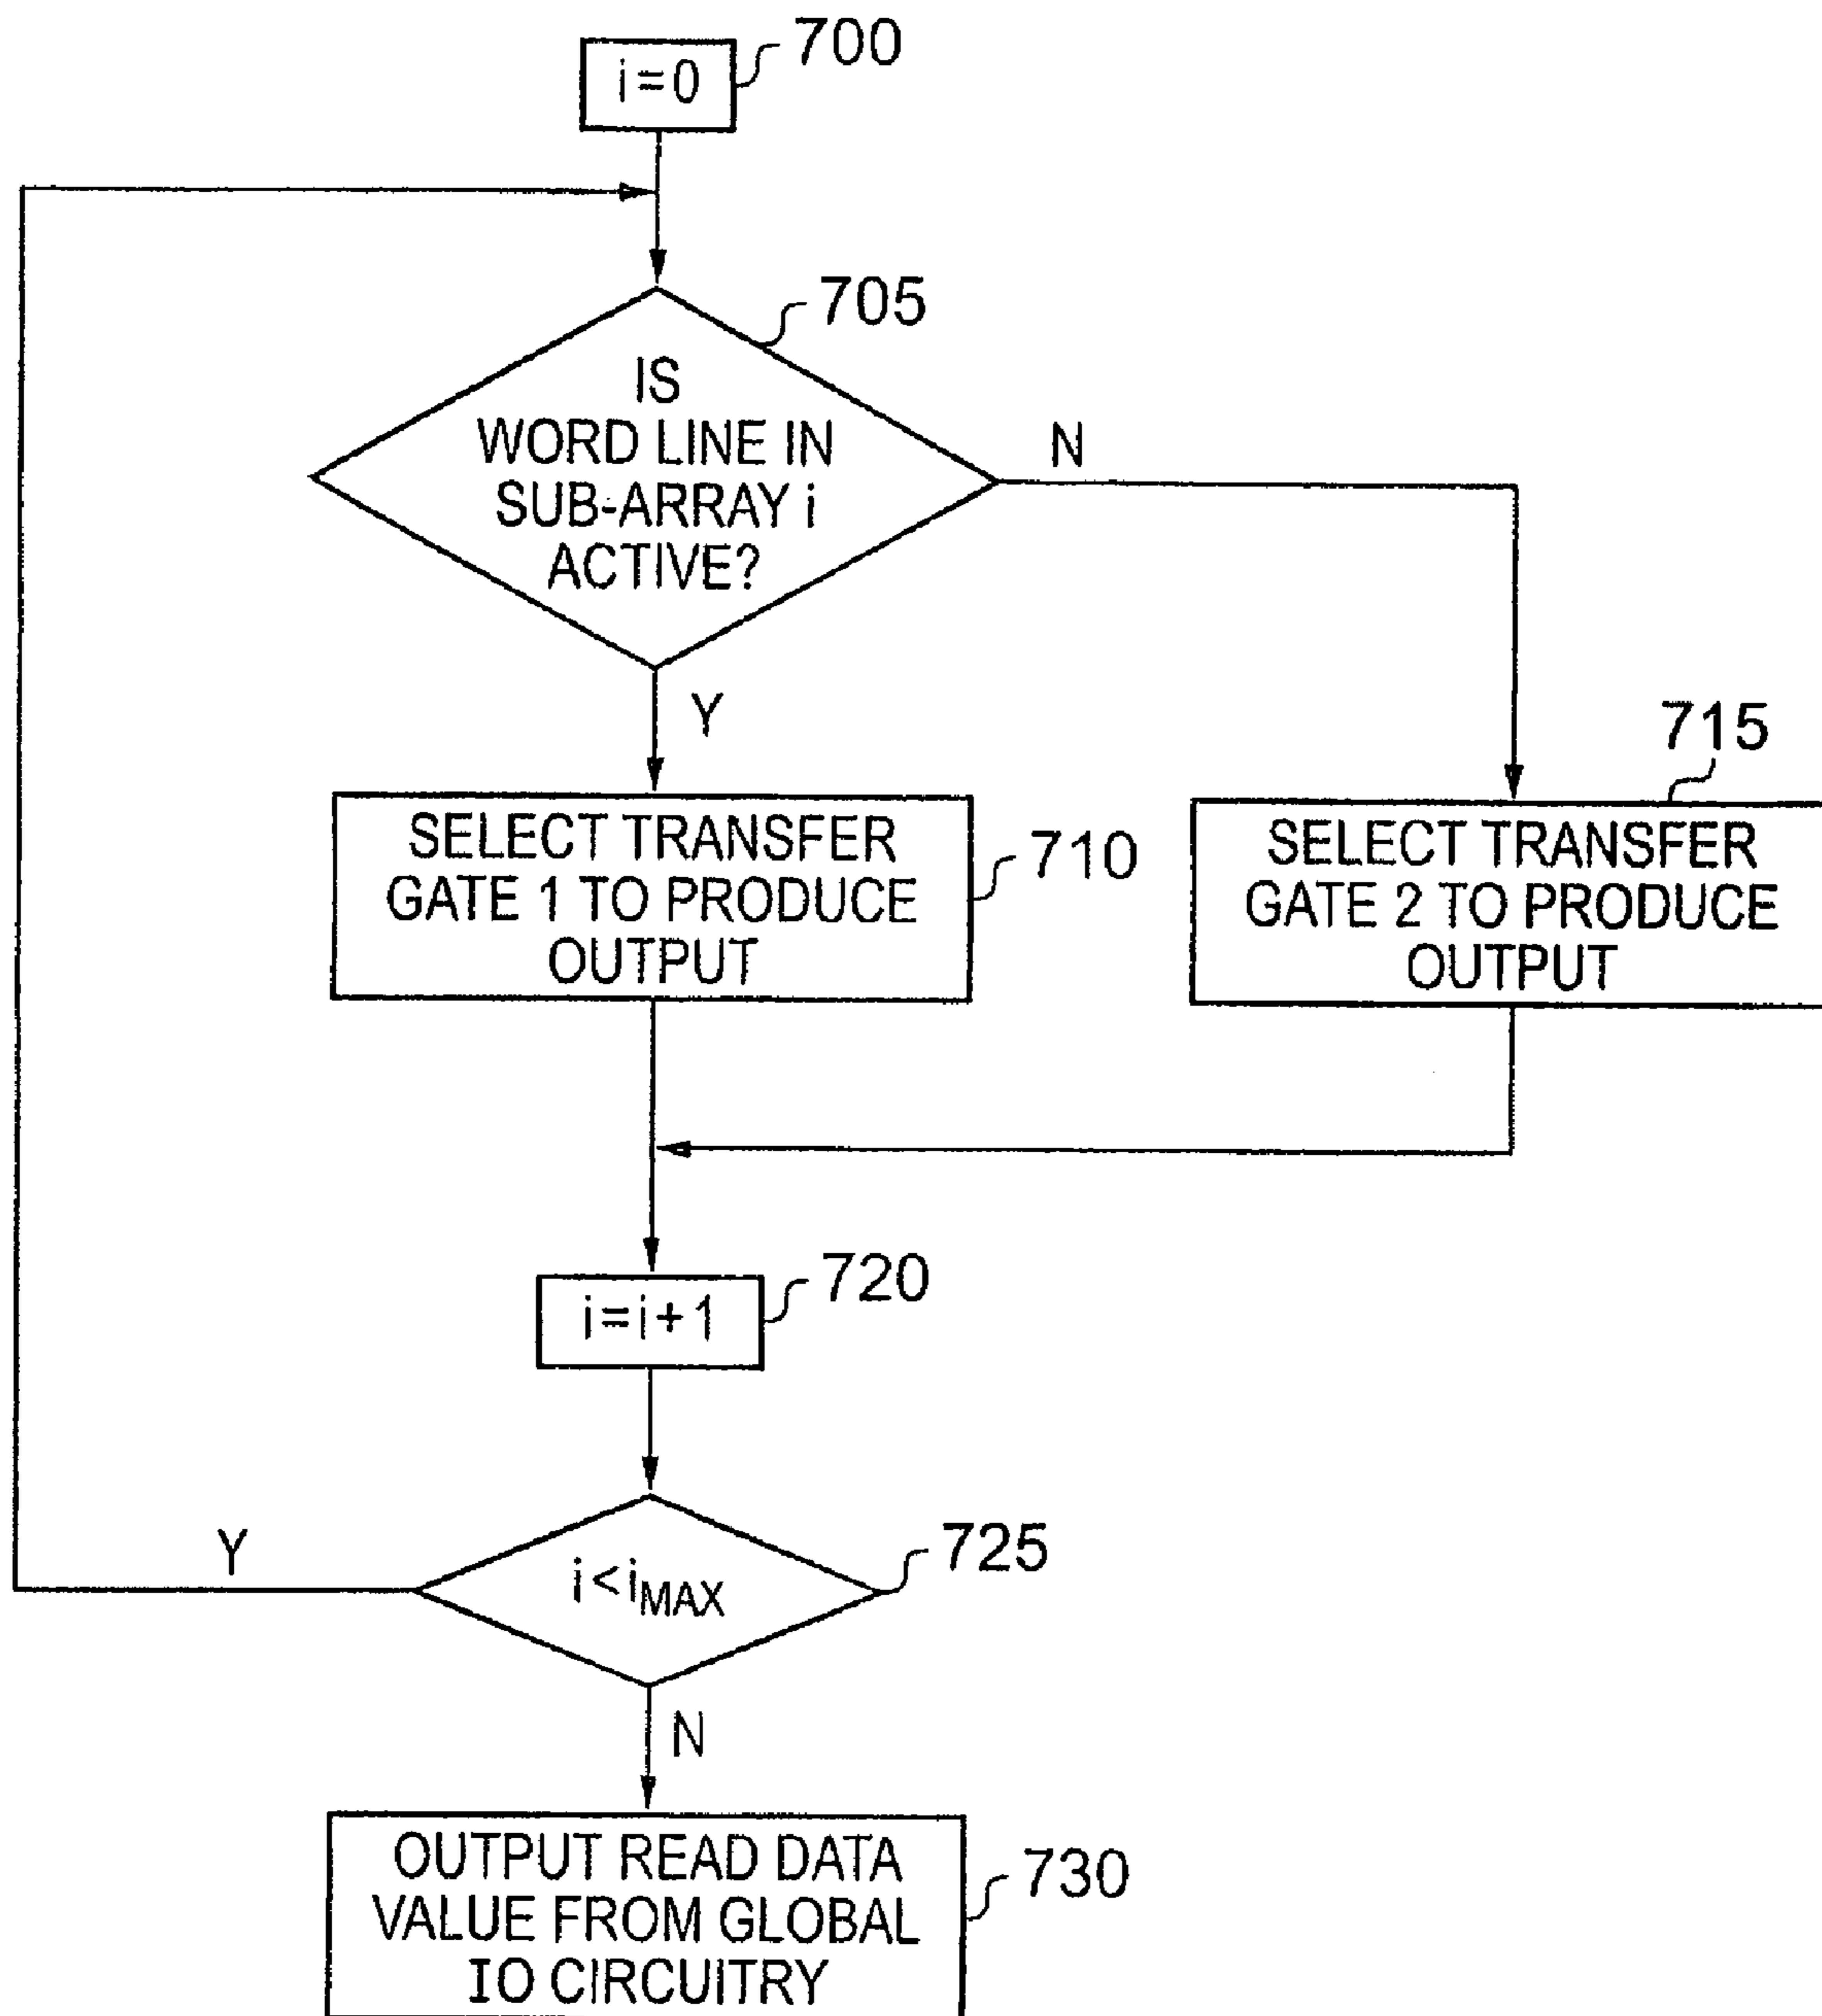 700
i=0
705
IS
WORD LINE IN
SUB-ARRAY i
ACTIVE?
N
Y
715
SELECT TRANSFER
GATE 1 TO PRODUCE
OUTPUT
710
SELECT TRANSFER
GATE 2 TO PRODUCE
OUTPUT
720
i=i+1
725
Y
i<iMAX
N
OUTPUT READ DATA
VALUE FROM GLOBAL
IO CIRCUITRY
730